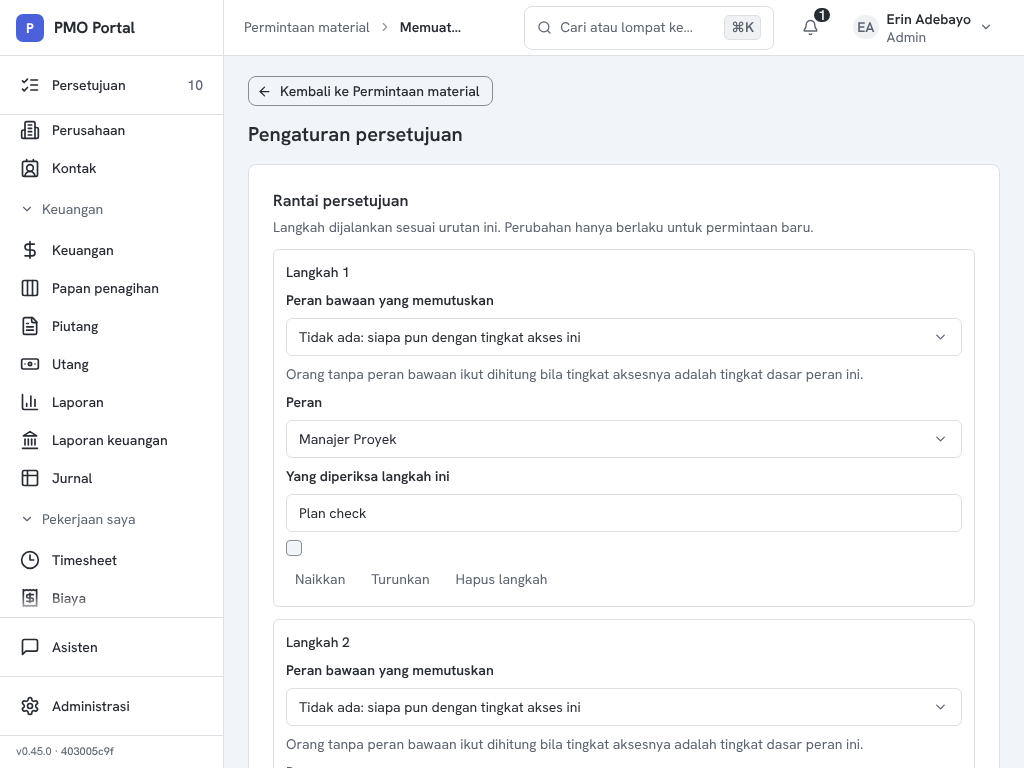 P PMO Portal
Permintaan material > Memuat...
Cari atau lompat ke... ⌘K
1
EA Erin Adebayo
Admin
Persetujuan 10
Perusahaan
Kontak
Keuangan
Keuangan
Papan penagihan
Piutang
Utang
Laporan
Laporan keuangan
Jurnal
Pekerjaan saya
Timesheet
Biaya
Asisten
Administrasi
v0.45.0 · 403005c9f
Kembali ke Permintaan material
Pengaturan persetujuan
Rantai persetujuan
Langkah dijalankan sesuai urutan ini. Perubahan hanya berlaku untuk permintaan baru.
Langkah 1
Peran bawaan yang memutuskan
Tidak ada: siapa pun dengan tingkat akses ini
Orang tanpa peran bawaan ikut dihitung bila tingkat aksesnya adalah tingkat dasar peran ini.
Peran
Manajer Proyek
Yang diperiksa langkah ini
Plan check
Naikkan Turunkan Hapus langkah
Langkah 2
Peran bawaan yang memutuskan
Tidak ada: siapa pun dengan tingkat akses ini
Orang tanpa peran bawaan ikut dihitung bila tingkat aksesnya adalah tingkat dasar peran ini.